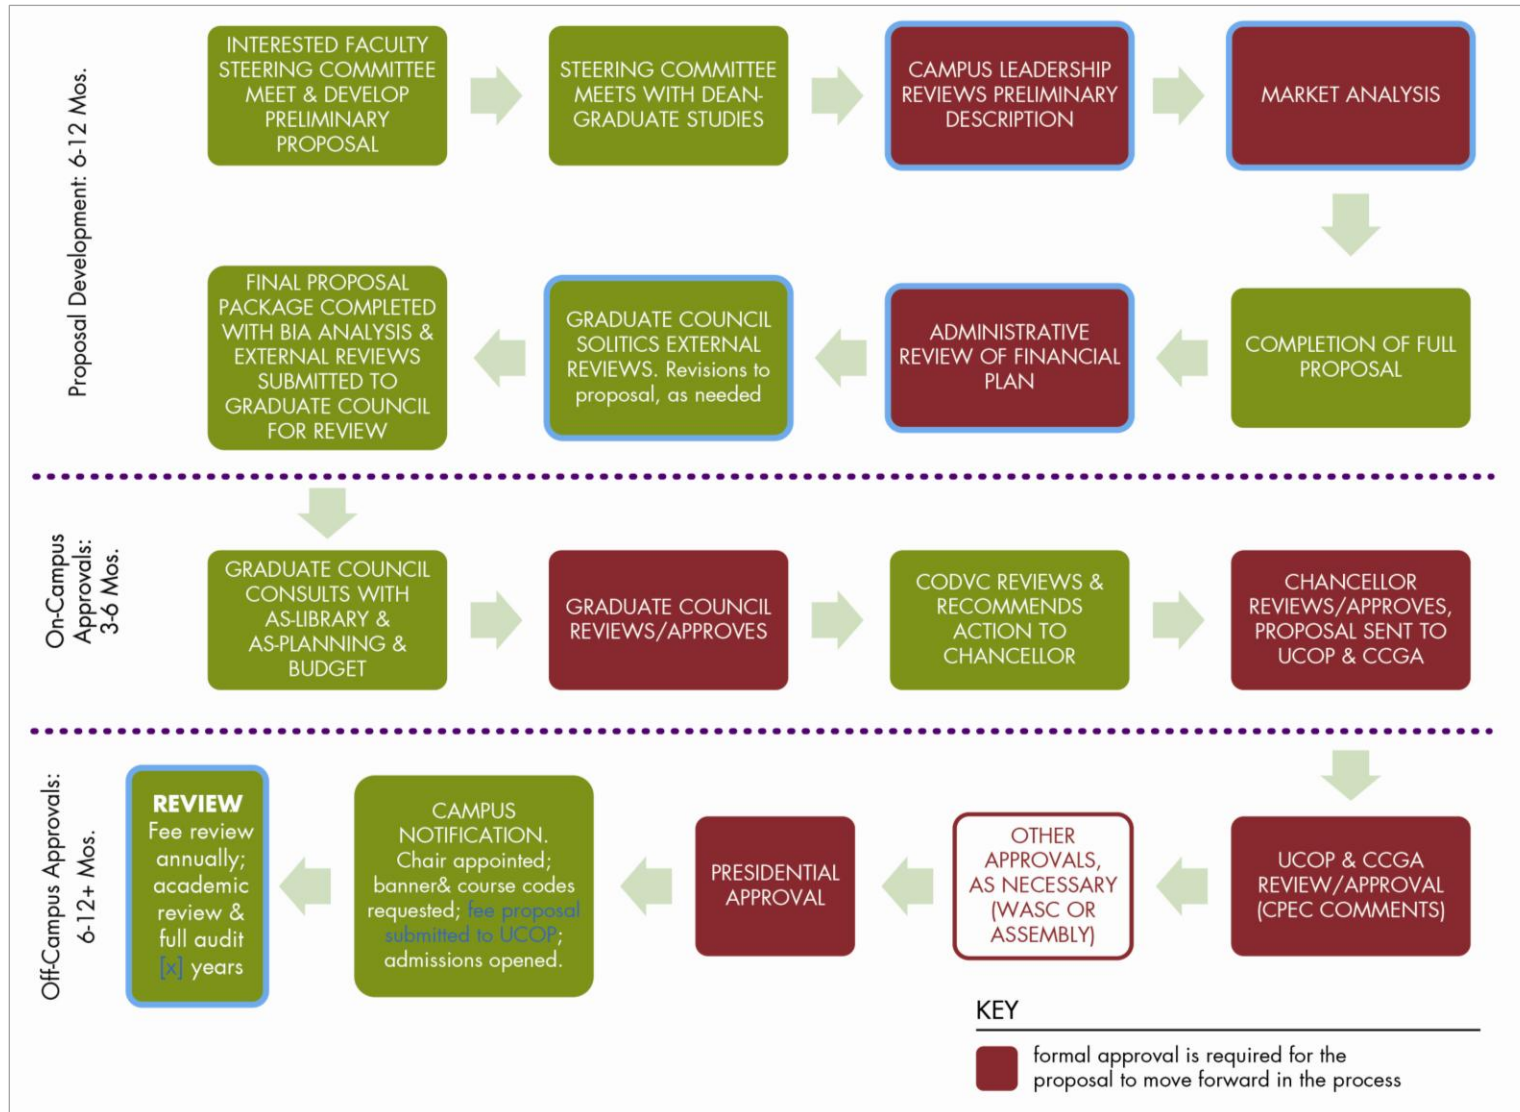 Proposal Development: 6-12 Mos.
INTERESTED FACULTY
STEERING COMMITTEE
MEET & DEVELOP
PRELIMINARY
PROPOSAL
STEERING COMMITTEE
MEETS WITH DEAN-
GRADUATE STUDIES
CAMPUS LEADERSHIP
REVIEWS PRELIMINARY
DESCRIPTION
MARKET ANALYSIS
COMPLETION OF FULL
PROPOSAL
ADMINISTRATIVE
REVIEW OF FINANCIAL
PLAN
GRADUATE COUNCIL
SOLITICS EXTERNAL
REVIEWS. Revisions to
proposal, as needed
FINAL PROPOSAL
PACKAGE COMPLETED
WITH BIA ANALYSIS &
EXTERNAL REVIEWS
SUBMITTED TO
GRADUATE COUNCIL
FOR REVIEW
On-Campus
Approvals:
3-6 Mos.
GRADUATE COUNCIL
CONSULTS WITH
AS-LIBRARY &
AS-PLANNING &
BUDGET
GRADUATE COUNCIL
REVIEWS/APPROVES
CODVC REVIEWS &
RECOMMENDS
ACTION TO
CHANCELLOR
CHANCELLOR
REVIEWS/APPROVES,
PROPOSAL SENT TO
UCOP & CCGA
Off-Campus Approvals:
6-12+ Mos.
UCOP & CCGA
REVIEW/APPROVAL
(CPEC COMMENTS)
OTHER
APPROVALS,
AS NECESSARY
(WASC OR
ASSEMBLY)
PRESIDENTIAL
APPROVAL
CAMPUS
NOTIFICATION.
Chair appointed;
banner& course codes
requested; fee proposal
submitted to UCOP;
admissions opened.
REVIEW
Fee review
annually;
academic
review &
full audit
[x] years
KEY
formal approval is required for the
proposal to move forward in the process